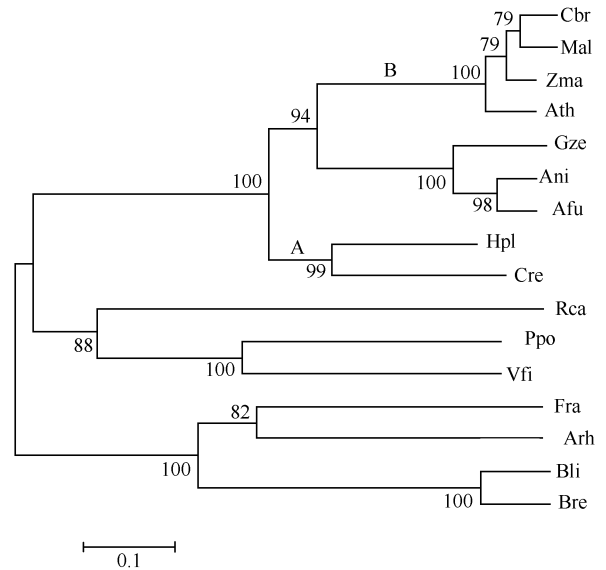 Cbr
79
Mal
79
Zma
B
100
Ath
94
Gze
100
Ani
98
Afu
100
A
Hpl
99
Cre
Rca
88
Ppo
100
Vfi
Fra
82
Arh
100
Bli
100
Bre
0.1